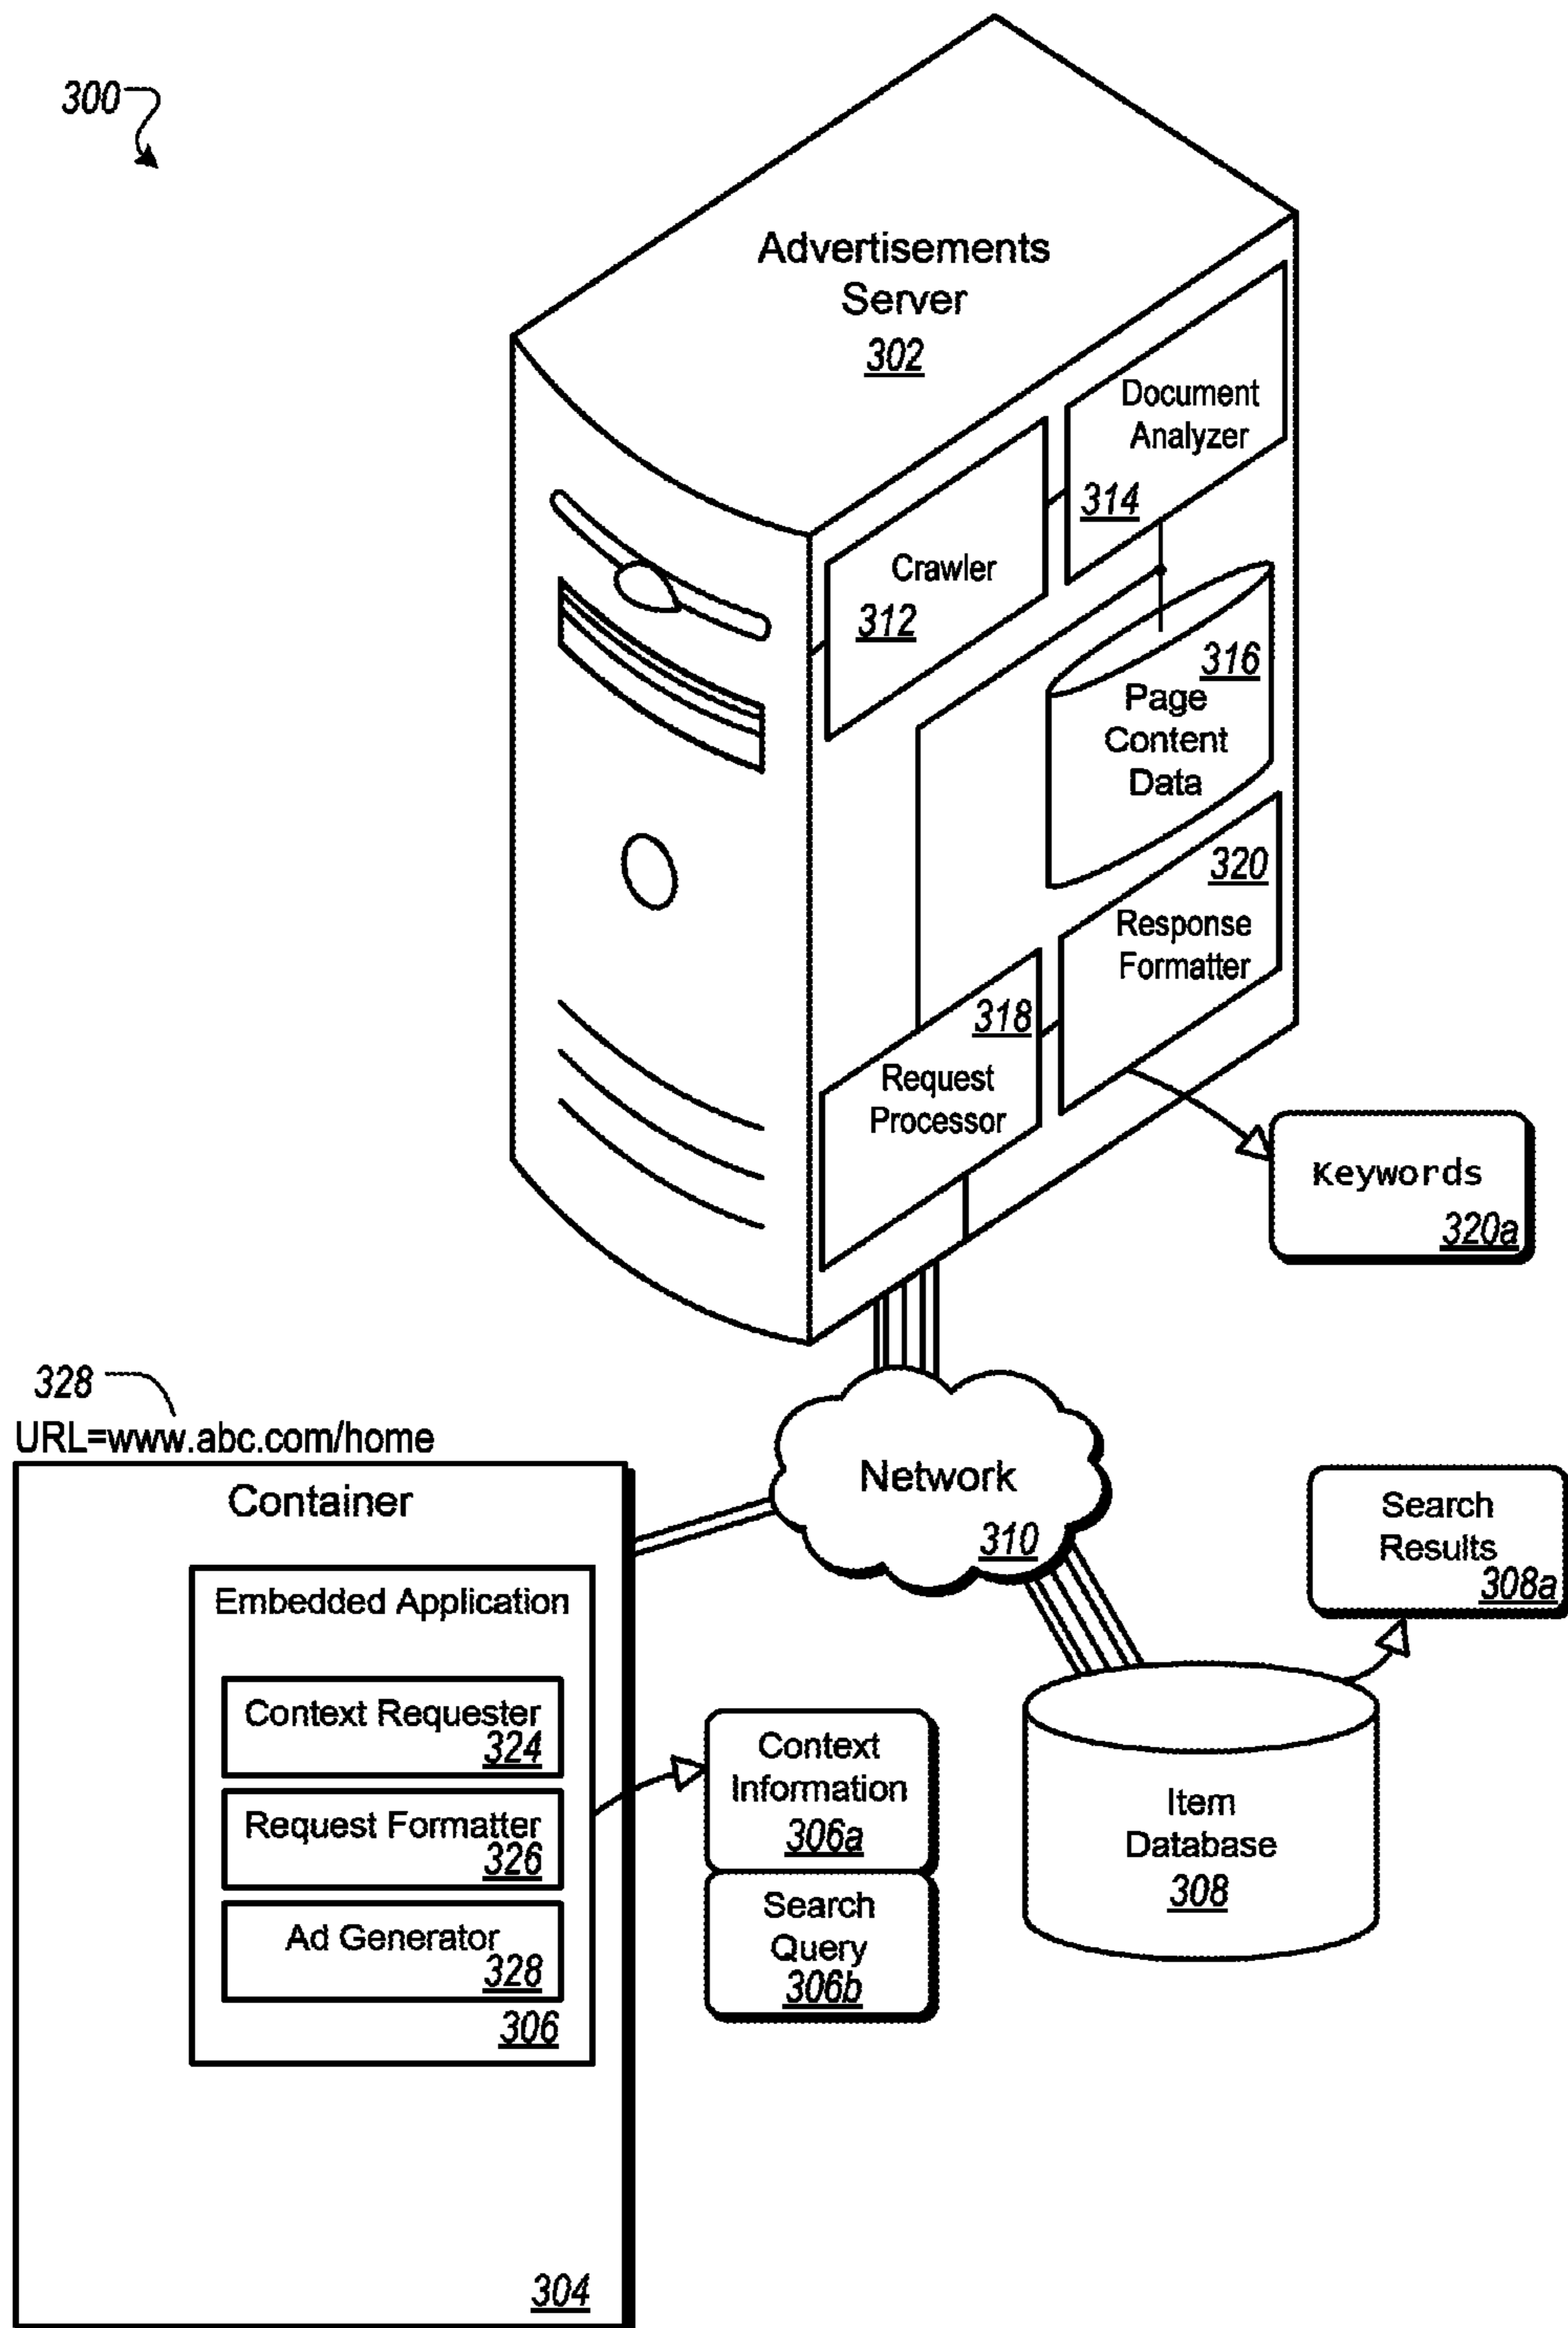 300
Advertisements
Server
302
Document
Analyzer
314
Crawler
312
316
Page
Content
Data
320
Response
Formatter
318
Request
Processor
Keywords
320a
328
URL=www.abc.com/home
Container
Network
310
Search
Results
308a
Embedded Application
Context Requester
324
Request Formatter
326
Ad Generator
328
306
304
Context
Information
306a
Search
Query
306b
Item
Database
308